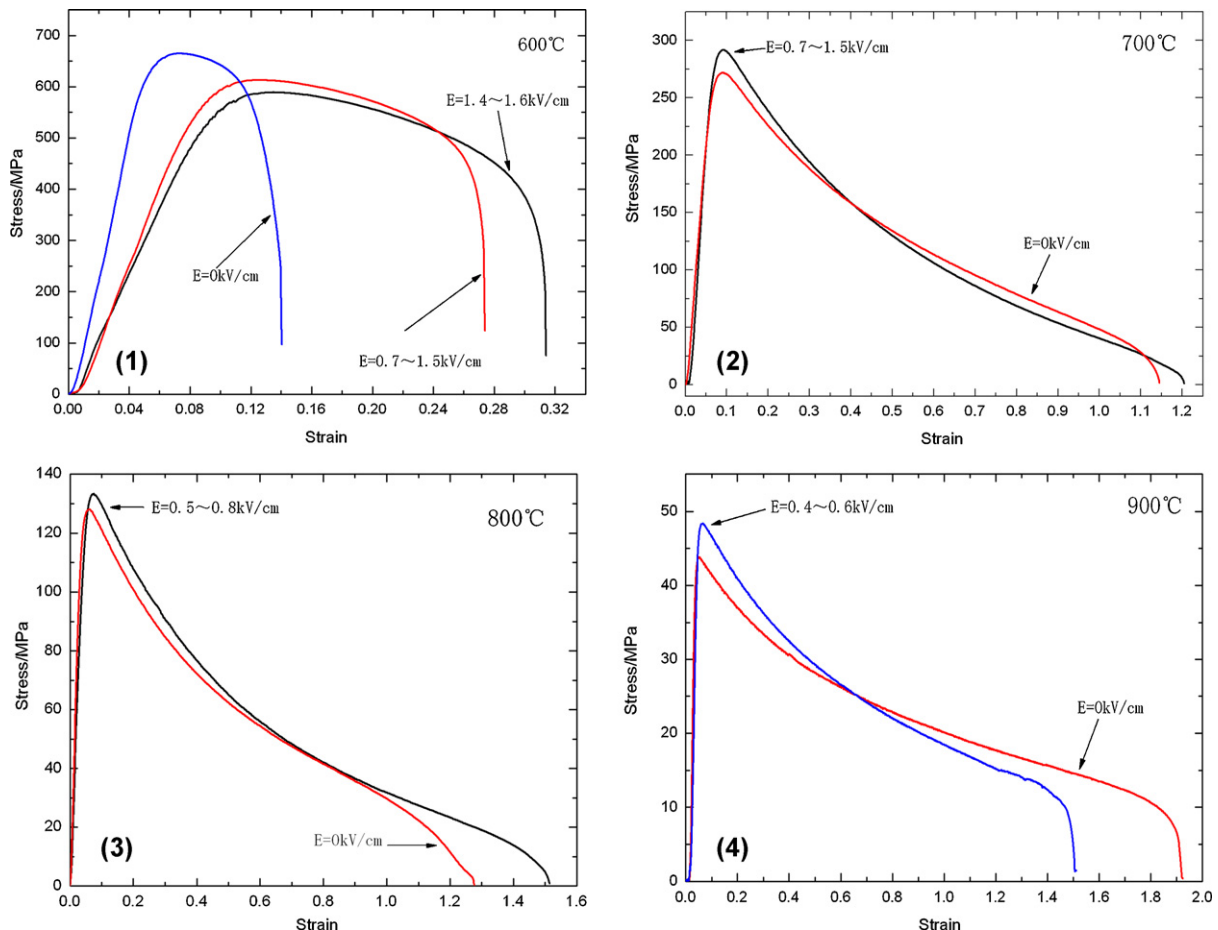 700
600
500
400
300
200
100
0
Stress/MPa
600℃
E=1.4～1.6kV/cm
E=0kV/cm
E=0.7～1.5kV/cm
(1)
0.00 0.04 0.08 0.12 0.16 0.20 0.24 0.28 0.32
Strain
300
250
200
150
100
50
0
Stress/MPa
700℃
E=0.7～1.5kV/cm
E=0kV/cm
(2)
0.0 0.1 0.2 0.3 0.4 0.5 0.6 0.7 0.8 0.9 1.0 1.1 1.2
Strain
140
120
100
80
60
40
20
0
Stress/MPa
E=0.5～0.8kV/cm
800℃
E=0kV/cm
(3)
0.0 0.2 0.4 0.6 0.8 1.0 1.2 1.4 1.6
Strain
50
40
30
20
10
0
Stress/MPa
E=0.4～0.6kV/cm
900℃
E=0kV/cm
(4)
0.0 0.2 0.4 0.6 0.8 1.0 1.2 1.4 1.6 1.8 2.0
Strain